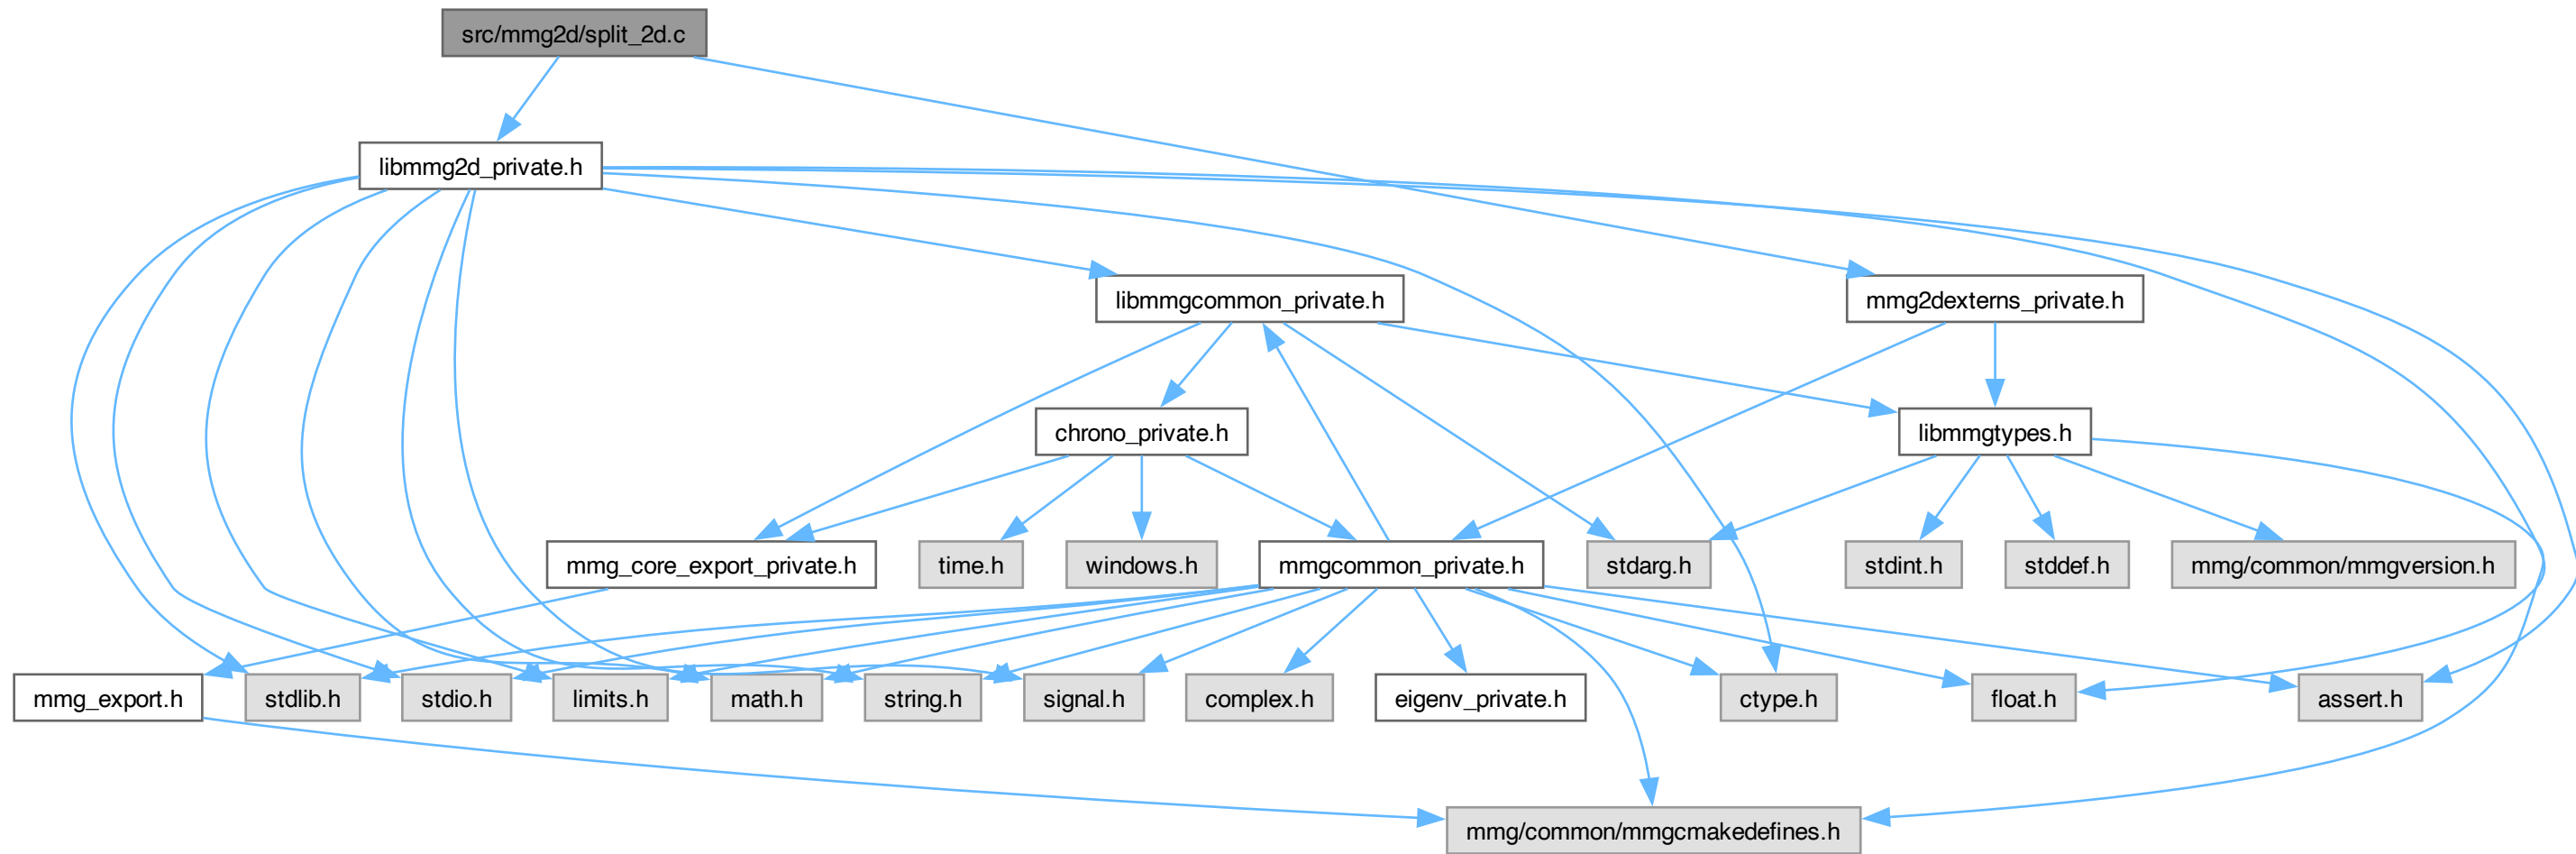 src/mmg2d/split_2d.c
libmmg2d_private.h
libmmgcommon_private.h
mmg2dexterns_private.h
chrono_private.h
libmmgtypes.h
mmg_core_export_private.h
time.h
windows.h
mmgcommon_private.h
stdarg.h
stdint.h
stddef.h
mmg/common/mmgversion.h
mmg_export.h
stdlib.h
stdio.h
limits.h
math.h
string.h
signal.h
complex.h
eigenv_private.h
ctype.h
float.h
assert.h
mmg/common/mmgcmakedefines.h